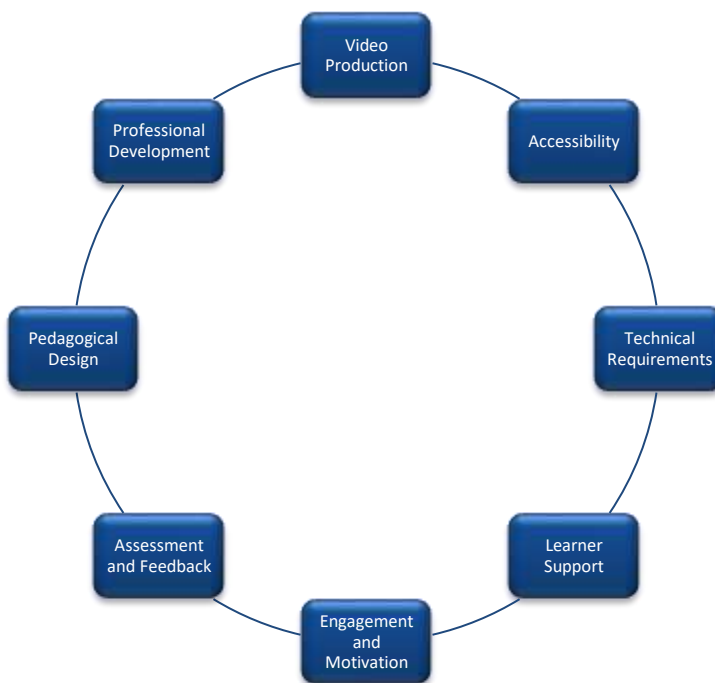 Video
Production
Accessibility
Technical
Requirements
Learner
Support
Engagement
and
Motivation
Assessment
and Feedback
Pedagogical
Design
Professional
Development